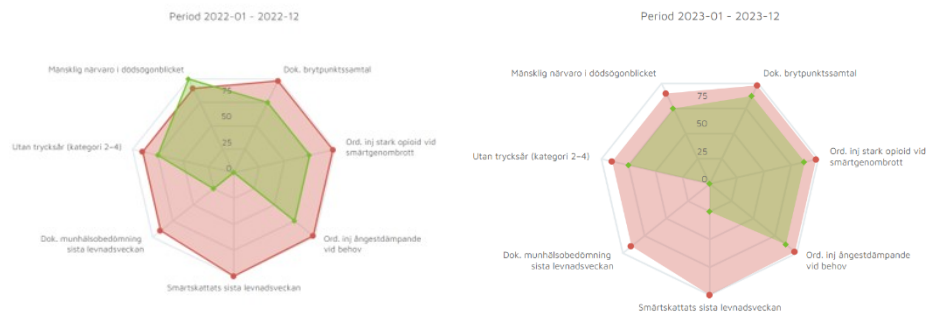 Period 2022-01 - 2022-12
Mänsklig närvaro i dödsögonblicket
Dok. brytpunktssamtal
75
50
25
0
Utan trycksår (kategori 2-4)
Ord. inj stark opioid vid
smärtgenombrott
Dok. munhälsobedömning
sista levnadsveckan
Ord. inj ångestdämpande
vid behov
Smärtskattats sista levnadsveckan
Period 2023-01 - 2023-12
Mänsklig närvaro i dödsögonblicket
Dok. brytpunktssamtal
75
50
25
0
Utan trycksår (kategori 2-4)
Ord. inj stark opioid vid
smärtgenombrott
Dok. munhälsobedömning
sista levnadsveckan
Ord. inj ångestdämpande
vid behov
Smärtskattats sista levnadsveckan